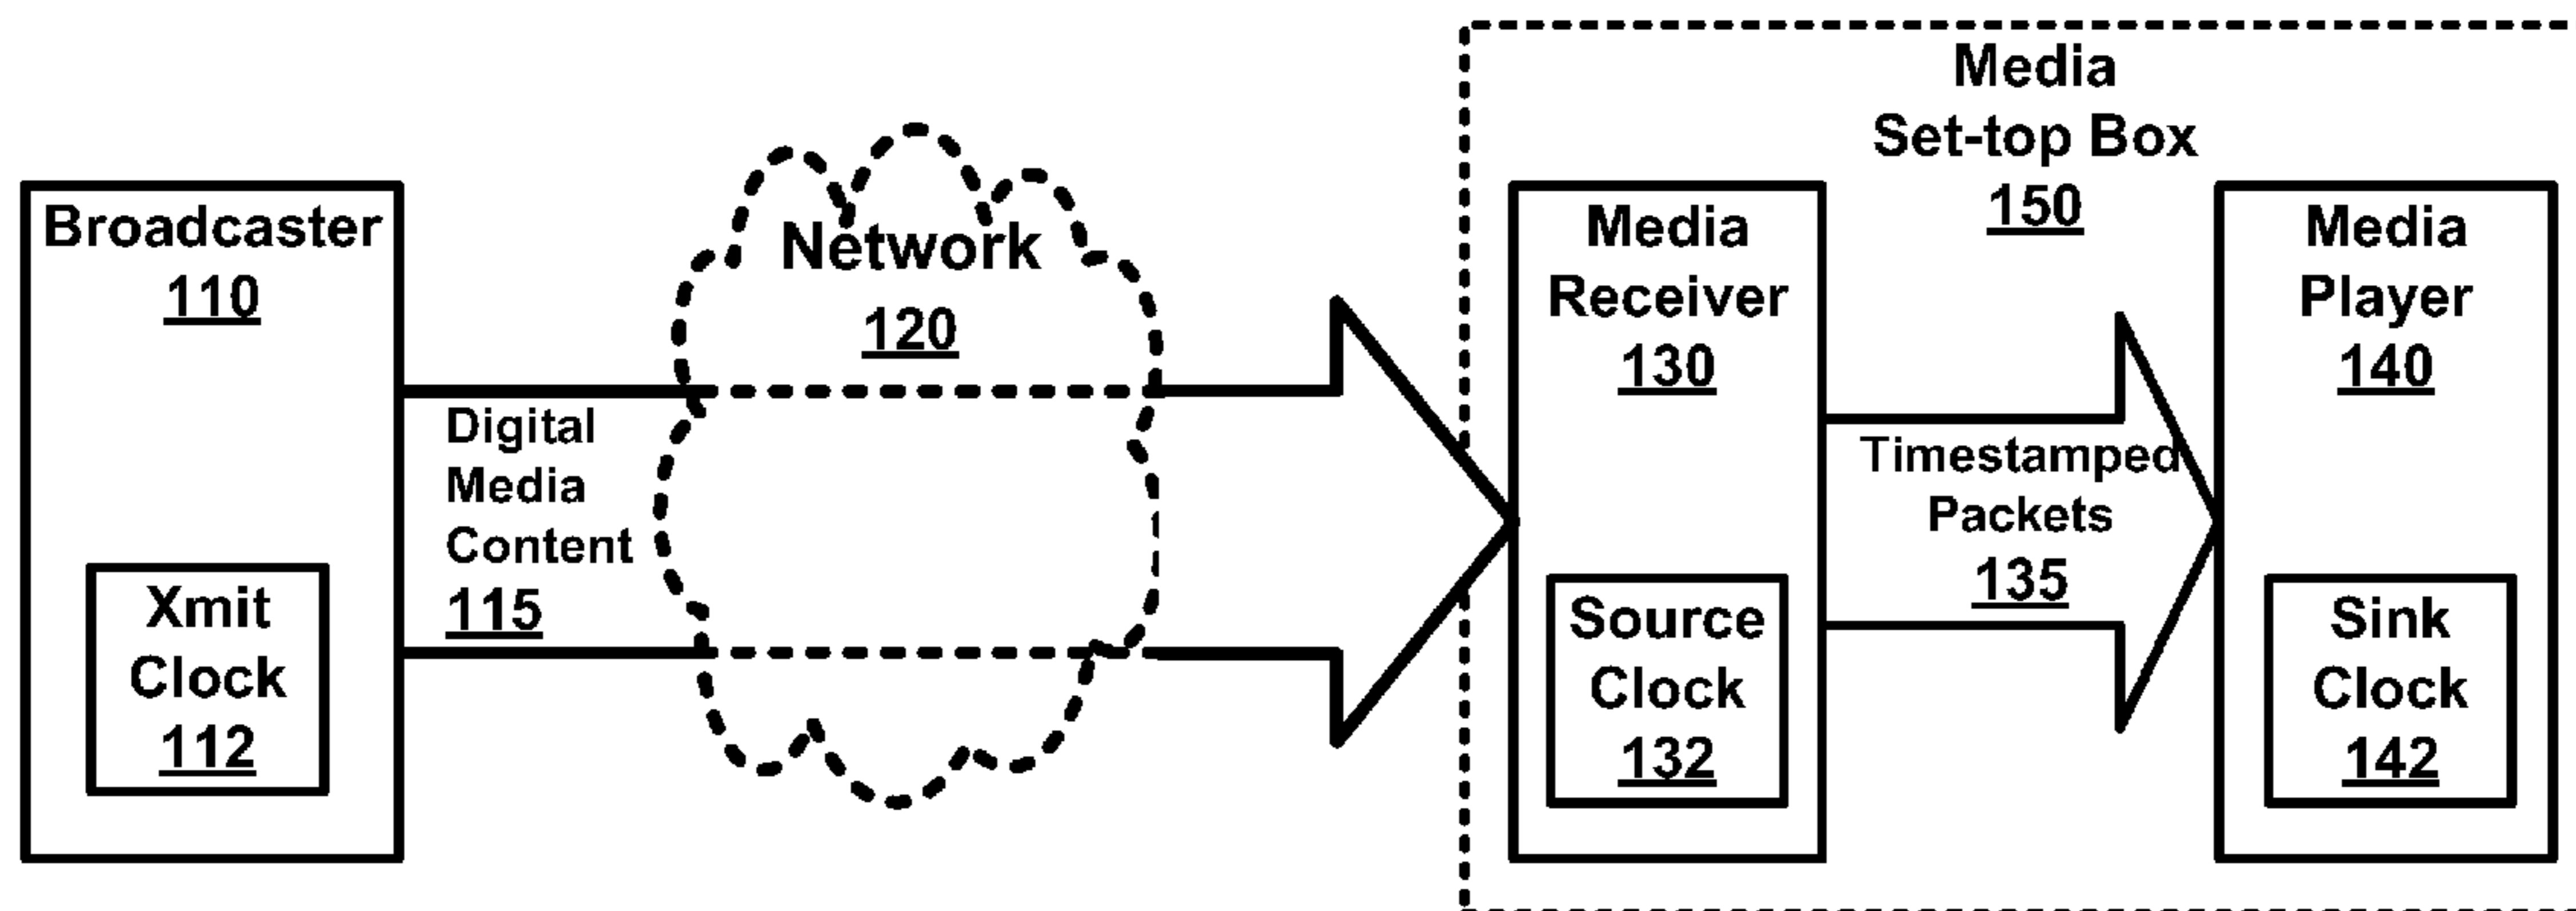 Broadcaster
110
Xmit
Clock
112
Digital
Media
Content
115
Network
120
Media
Set-top Box
150
Media
Receiver
130
Source
Clock
132
Timestamped
Packets
135
Media
Player
140
Sink
Clock
142